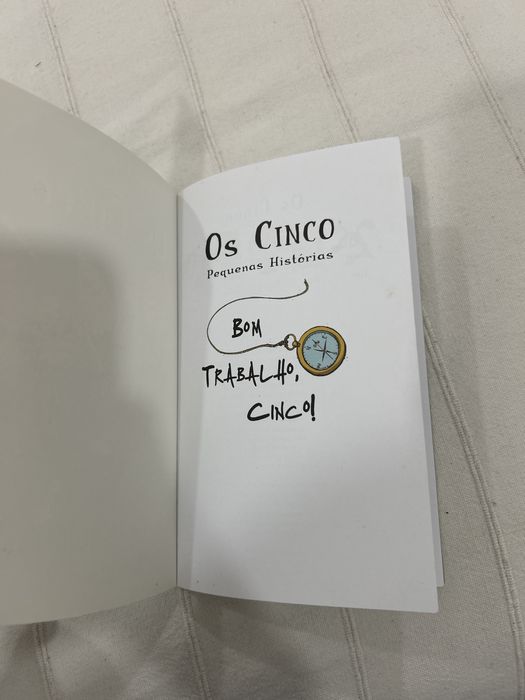 Os Cinco
Pequenas Histórias
Bom
Trabalho,
Cinco!